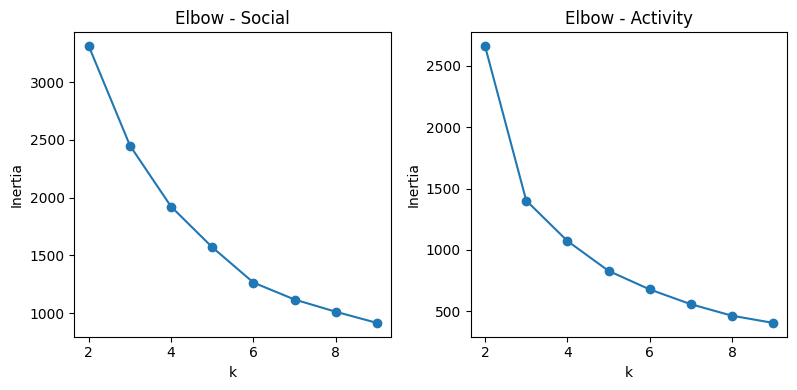 Elbow - Social
Inertia
3000
2500
2000
1500
1000
2 4 6 8
k
Elbow - Activity
Inertia
2500
2000
1500
1000
500
2 4 6 8
k